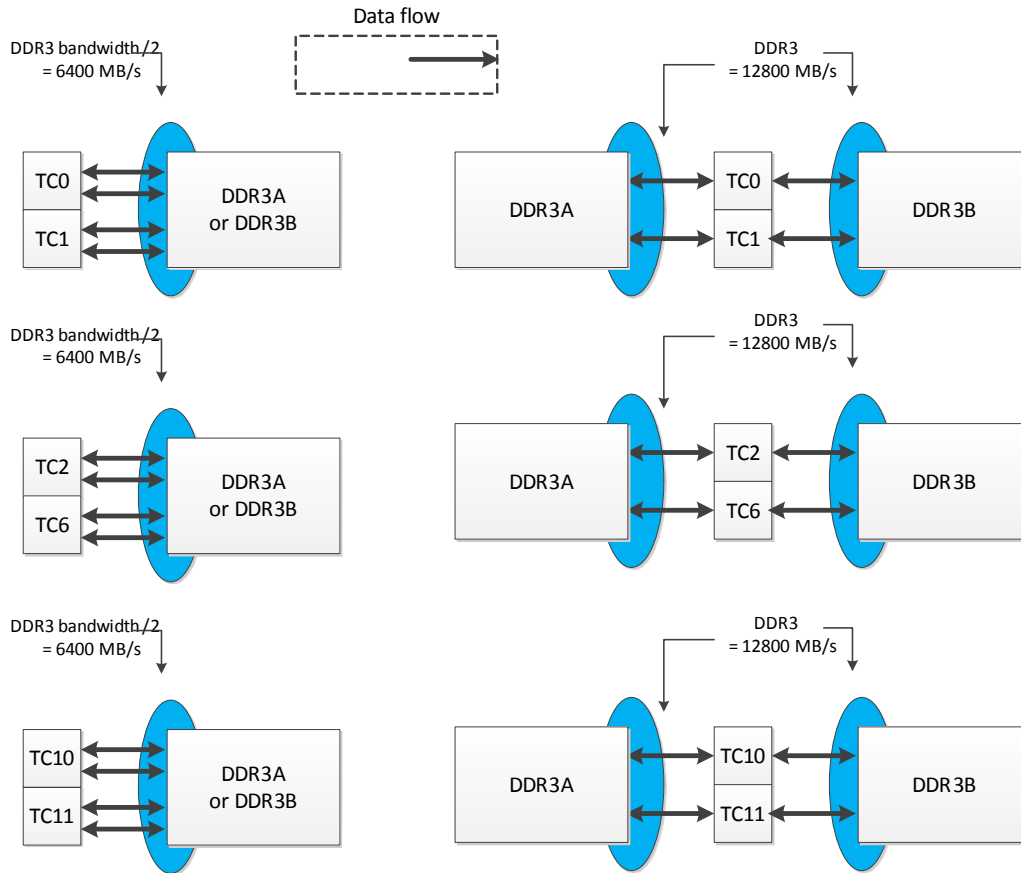 Data flow
DDR3 bandwidth/2
= 6400 MB/s
DDR3
= 12800 MB/s
TC0
TC1
DDR3A
or DDR3B
DDR3A
TC0
TC1
DDR3B
DDR3 bandwidth/2
= 6400 MB/s
DDR3
= 12800 MB/s
TC2
TC6
DDR3A
or DDR3B
DDR3A
TC2
TC6
DDR3B
DDR3 bandwidth/2
= 6400 MB/s
DDR3
= 12800 MB/s
TC10
TC11
DDR3A
or DDR3B
DDR3A
TC10
TC11
DDR3B